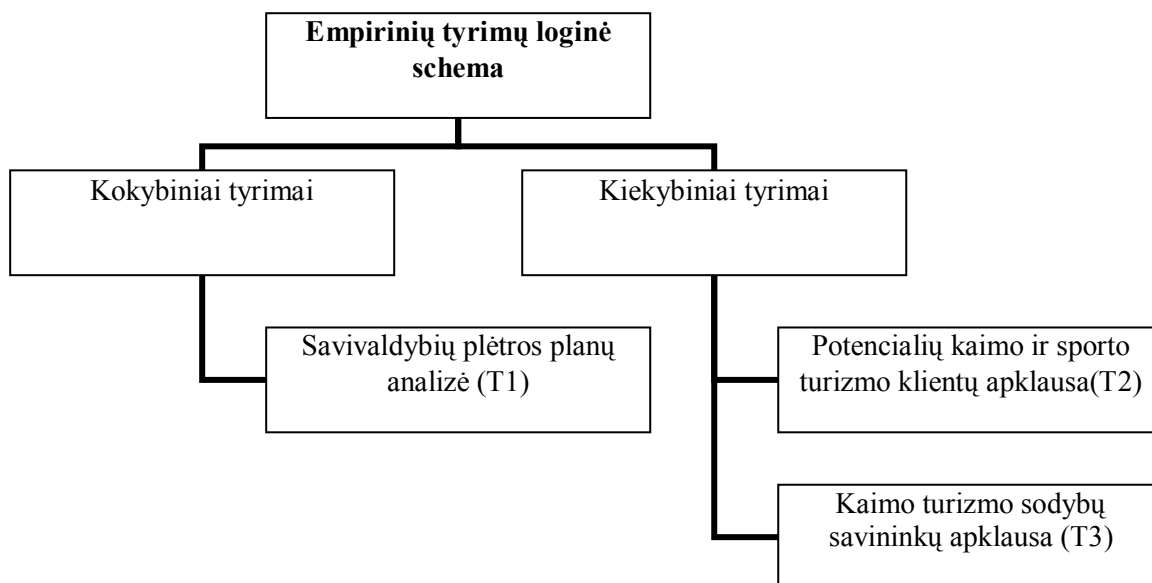 Empirinių tyrimų loginė
schema
Kokybiniai tyrimai
Kiekybiniai tyrimai
Savivaldybių plėtros planų
analizė (T1)
Potencialių kaimo ir sporto
turizmo klientų apklausa(T2)
Kaimo turizmo sodybų
savininkų apklausa (T3)